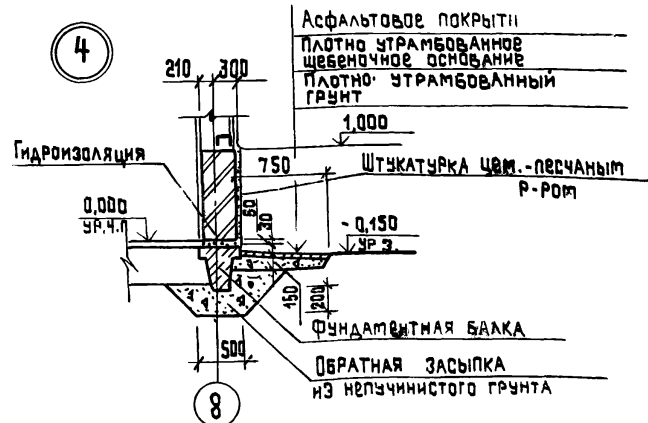 4
АСФАЛЬТОВОЕ ПОКРЫТИ
ПЛОТНО УТРАМБОВАННОЕ
ЩЕБЕНОЧНОЕ ОСНОВАНИЕ
ПЛОТНО УТРАМБОВАННЫЙ
ГРУНТ
210 300
1,000
ГИДРОИЗОЛЯЦИЯ
750
ШТУКАТУРКА ЦЕМ.-ПЕСЧАНЫМ
Р-РОМ
0,000
УР.Ч.П
60
30
-0,150
УР З.
150
200
ФУНДАМЕНТНАЯ БАЛКА
500
ОБРАТНАЯ ЗАСЫПКА
ИЗ НЕПУЧИНИСТОГО ГРУНТА
8